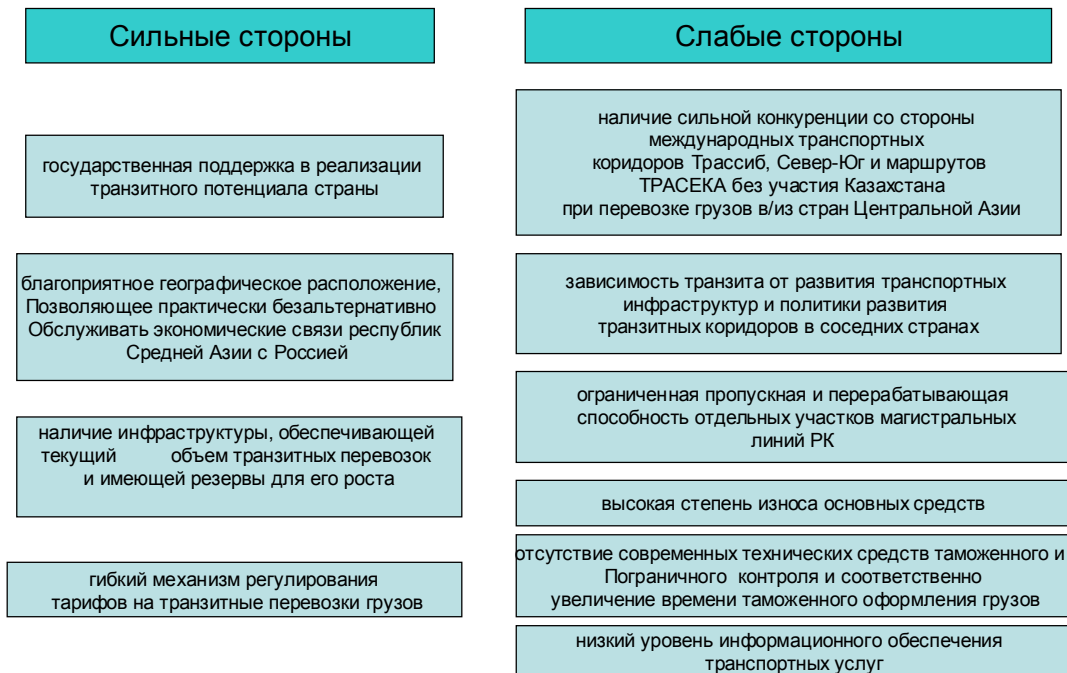 Сильные стороны
государственная поддержка в реализации
транзитного потенциала страны
благоприятное географическое расположение,
Позволяющее практически безальтернативно
Обслуживать экономические связи республик
Средней Азии с Россией
наличие инфраструктуры, обеспечивающей
текущий объем транзитных перевозок
и имеющей резервы для его роста
гибкий механизм регулирования
тарифов на транзитные перевозки грузов
Слабые стороны
наличие сильной конкуренции со стороны
международных транспортных
коридоров Трассиб, Север-Юг и маршрутов
ТРАСЕКА без участия Казахстана
при перевозке грузов в/из стран Центральной Азии
зависимость транзита от развития транспортных
инфраструктур и политики развития
транзитных коридоров в соседних странах
ограниченная пропускная и перерабатывающая
способность отдельных участков магистральных
линий РК
высокая степень износа основных средств
отсутствие современных технических средств таможенного и
Пограничного контроля и соответственно
увеличение времени таможенного оформления грузов
низкий уровень информационного обеспечения
транспортных услуг